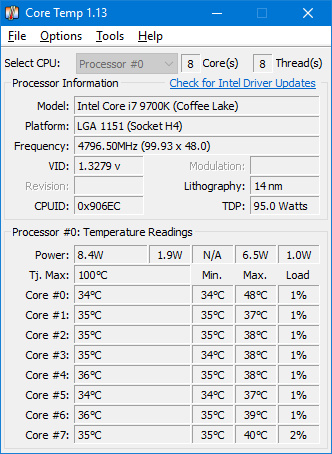 Core Temp 1.13
File Options Tools Help
Select CPU: Processor #0 8 Core(s) 8 Thread(s)
Processor Information Check for Intel Driver Updates
Model: Intel Core i7 9700K (Coffee Lake)
Platform: LGA 1151 (Socket H4)
Frequency: 4796.50MHz (99.93 x 48.0)
VID: 1.3279 v Modulation:
Revision: Lithography: 14 nm
CPUID: 0x906EC TDP: 95.0 Watts
Processor #0: Temperature Readings
Power: 8.4W 1.9W N/A 6.5W 1.0W
Tj. Max: 100°C Min. Max. Load
Core #0: 34°C 34°C 48°C 1%
Core #1: 35°C 35°C 37°C 1%
Core #2: 35°C 35°C 38°C 1%
Core #3: 35°C 35°C 38°C 1%
Core #4: 36°C 36°C 38°C 1%
Core #5: 34°C 34°C 37°C 1%
Core #6: 36°C 35°C 39°C 1%
Core #7: 35°C 35°C 40°C 2%